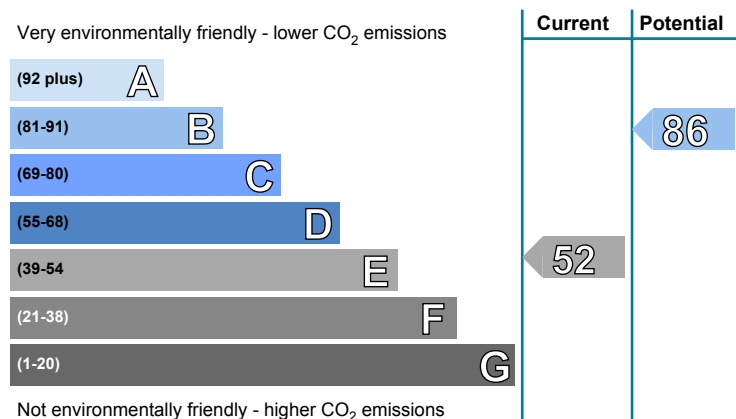 Current Potential
Very environmentally friendly - lower CO₂ emissions
(92 plus) A
(81-91) B
86
(69-80) C
(55-68) D
(39-54 E
52
(21-38) F
(1-20) G
Not environmentally friendly - higher CO₂ emissions